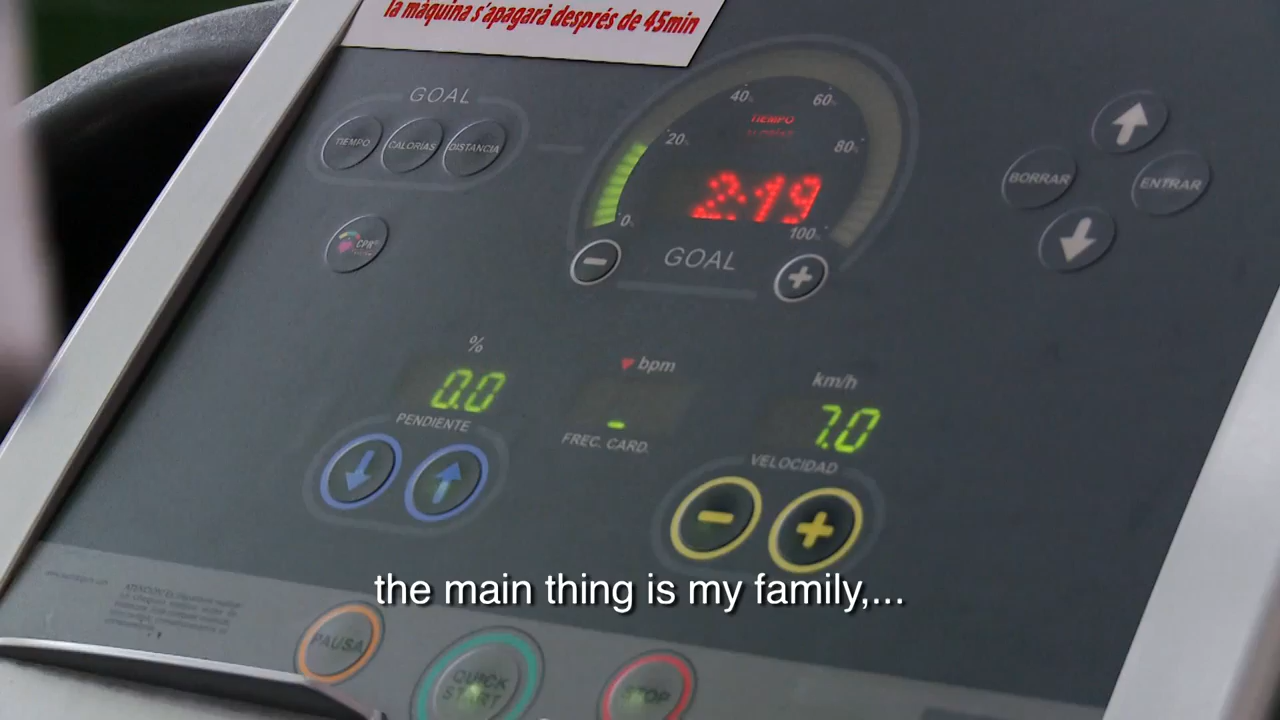 la màquina s'apagarà després de 45min
GOAL
TIEMPO CALORÍAS DISTANCIA
CPR
0% 20% 40% 60% 80% 100%
TIEMPO
2:19
GOAL
BORRAR ENTRAR
%
0.0
PENDIENTE
bpm
-
FREC. CARD.
km/h
7.0
VELOCIDAD
the main thing is my family,...
PAUSA
QUICK
START
STOP